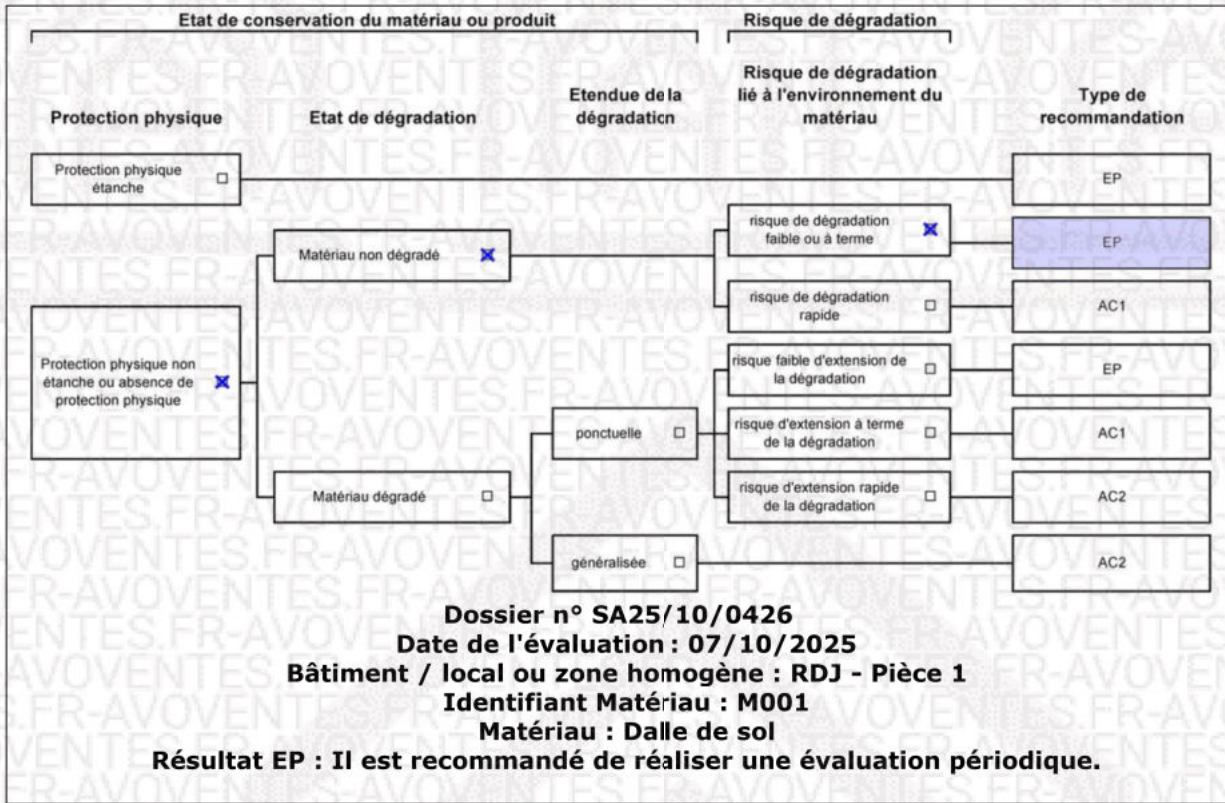 Etat de conservation du matériau ou produit
Risque de dégradation
Protection physique
Etat de dégradation
Etendue de la
dégradation
Risque de dégradation
lié à l'environnement du
matériau
Type de
recommandation
Protection physique
étanche
EP
risque de dégradation
faible ou à terme
EP
Matériau non dégradé
risque de dégradation
rapide
AC1
Protection physique non
étanche ou absence de
protection physique
risque faible d'extension de
la dégradation
EP
ponctuelle
risque d'extension à terme
de la dégradation
AC1
Matériau dégradé
risque d'extension rapide
de la dégradation
AC2
généralisée
AC2
Dossier n° SA25/10/0426
Date de l'évaluation : 07/10/2025
Bâtiment / local ou zone homogène : RDJ - Pièce 1
Identifiant Matériau : M001
Matériau : Dalle de sol
Résultat EP : Il est recommandé de réaliser une évaluation périodique.